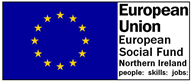 European
Union
European
Social Fund
Northern Ireland
people: skills: jobs